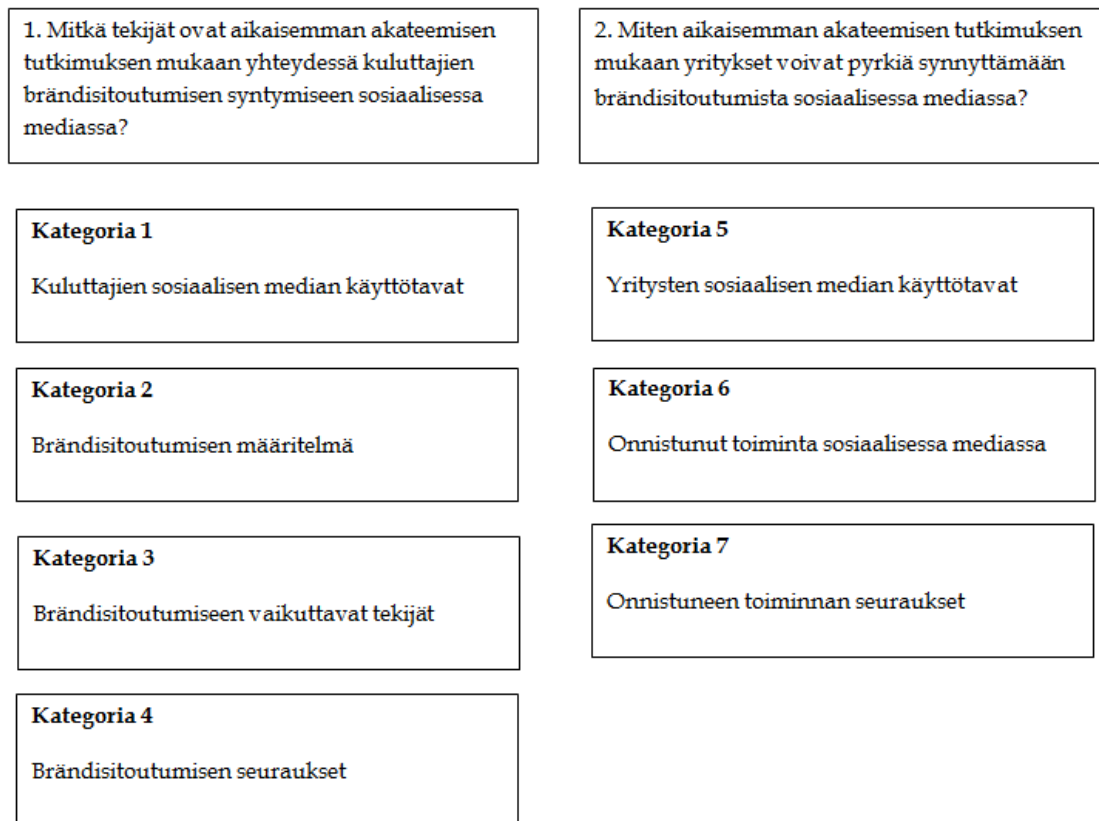 1. Mitkä tekijät ovat aikaisemman akateemisen
tutkimuksen mukaan yhteydessä kuluttajien
brändisitoutumisen syntymiseen sosiaalisessa
mediassa?
2. Miten aikaisemman akateemisen tutkimuksen
mukaan yritykset voivat pyrkiä synnyttämään
brändisitoutumista sosiaalisessa mediassa?
Kategoria 1
Kuluttajien sosiaalisen median käyttötavat
Kategoria 2
Brändisitoutumisen määritelmä
Kategoria 3
Brändisitoutumiseen vaikuttavat tekijät
Kategoria 4
Brändisitoutumisen seuraukset
Kategoria 5
Yritysten sosiaalisen median käyttötavat
Kategoria 6
Onnistunut toiminta sosiaalisessa mediassa
Kategoria 7
Onnistuneen toiminnan seuraukset